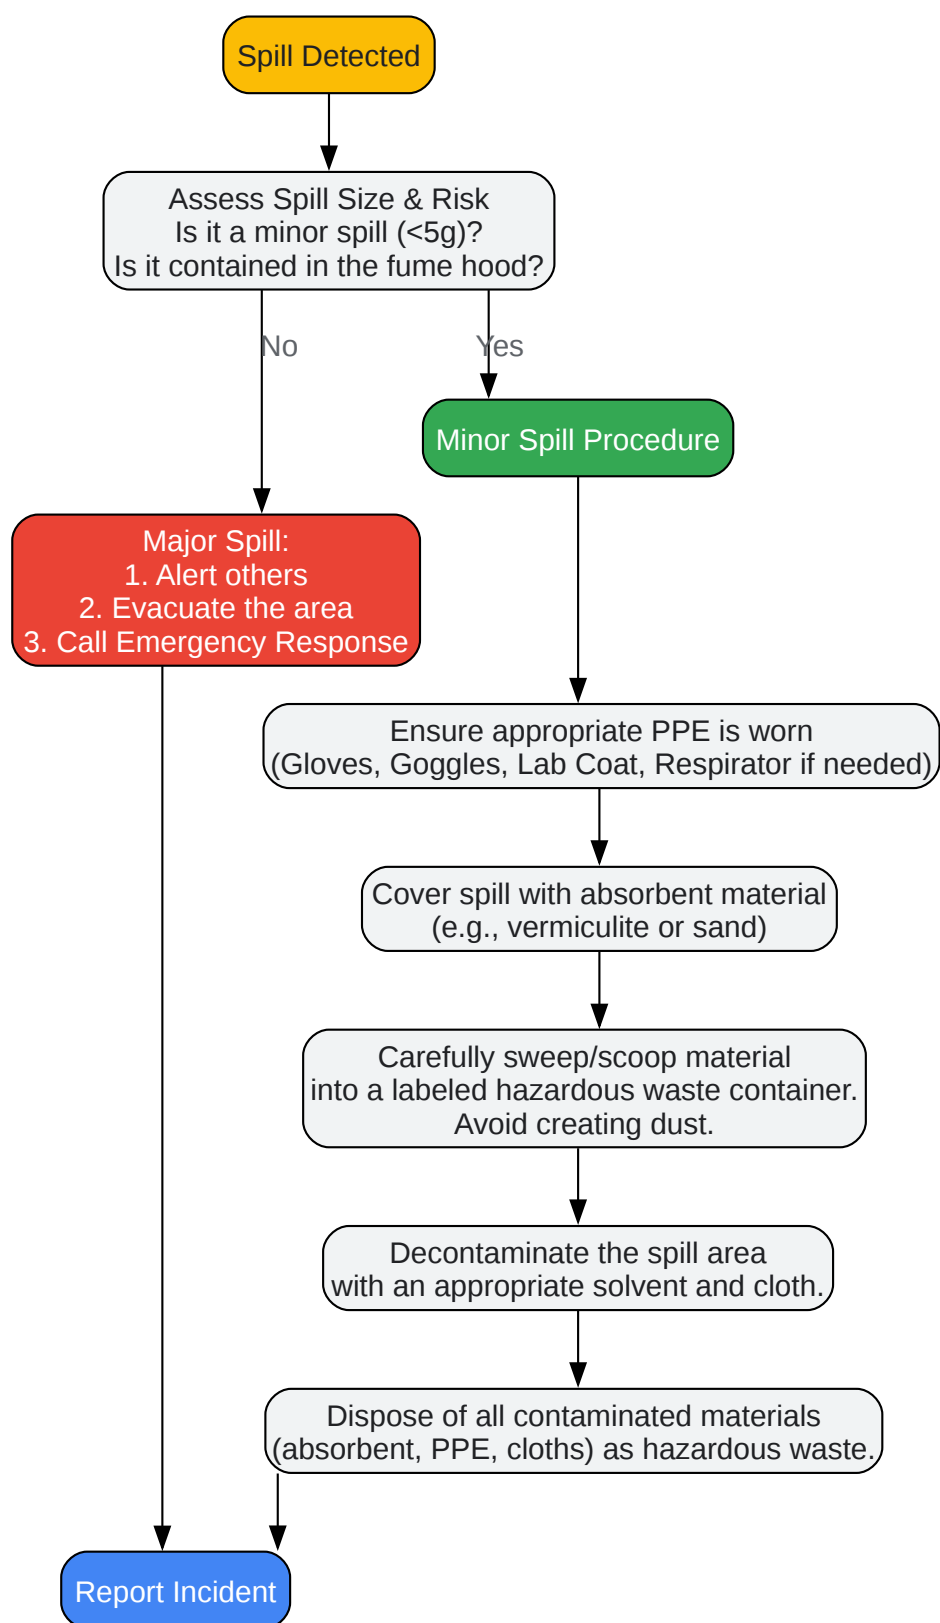 Spill Detected
Assess Spill Size & Risk
Is it a minor spill (<5g)?
Is it contained in the fume hood?
No
Yes
Minor Spill Procedure
Major Spill:
1. Alert others
2. Evacuate the area
3. Call Emergency Response
Ensure appropriate PPE is worn
(Gloves, Goggles, Lab Coat, Respirator if needed)
Cover spill with absorbent material
(e.g., vermiculite or sand)
Carefully sweep/scoop material
into a labeled hazardous waste container.
Avoid creating dust.
Decontaminate the spill area
with an appropriate solvent and cloth.
Dispose of all contaminated materials
(absorbent, PPE, cloths) as hazardous waste.
Report Incident